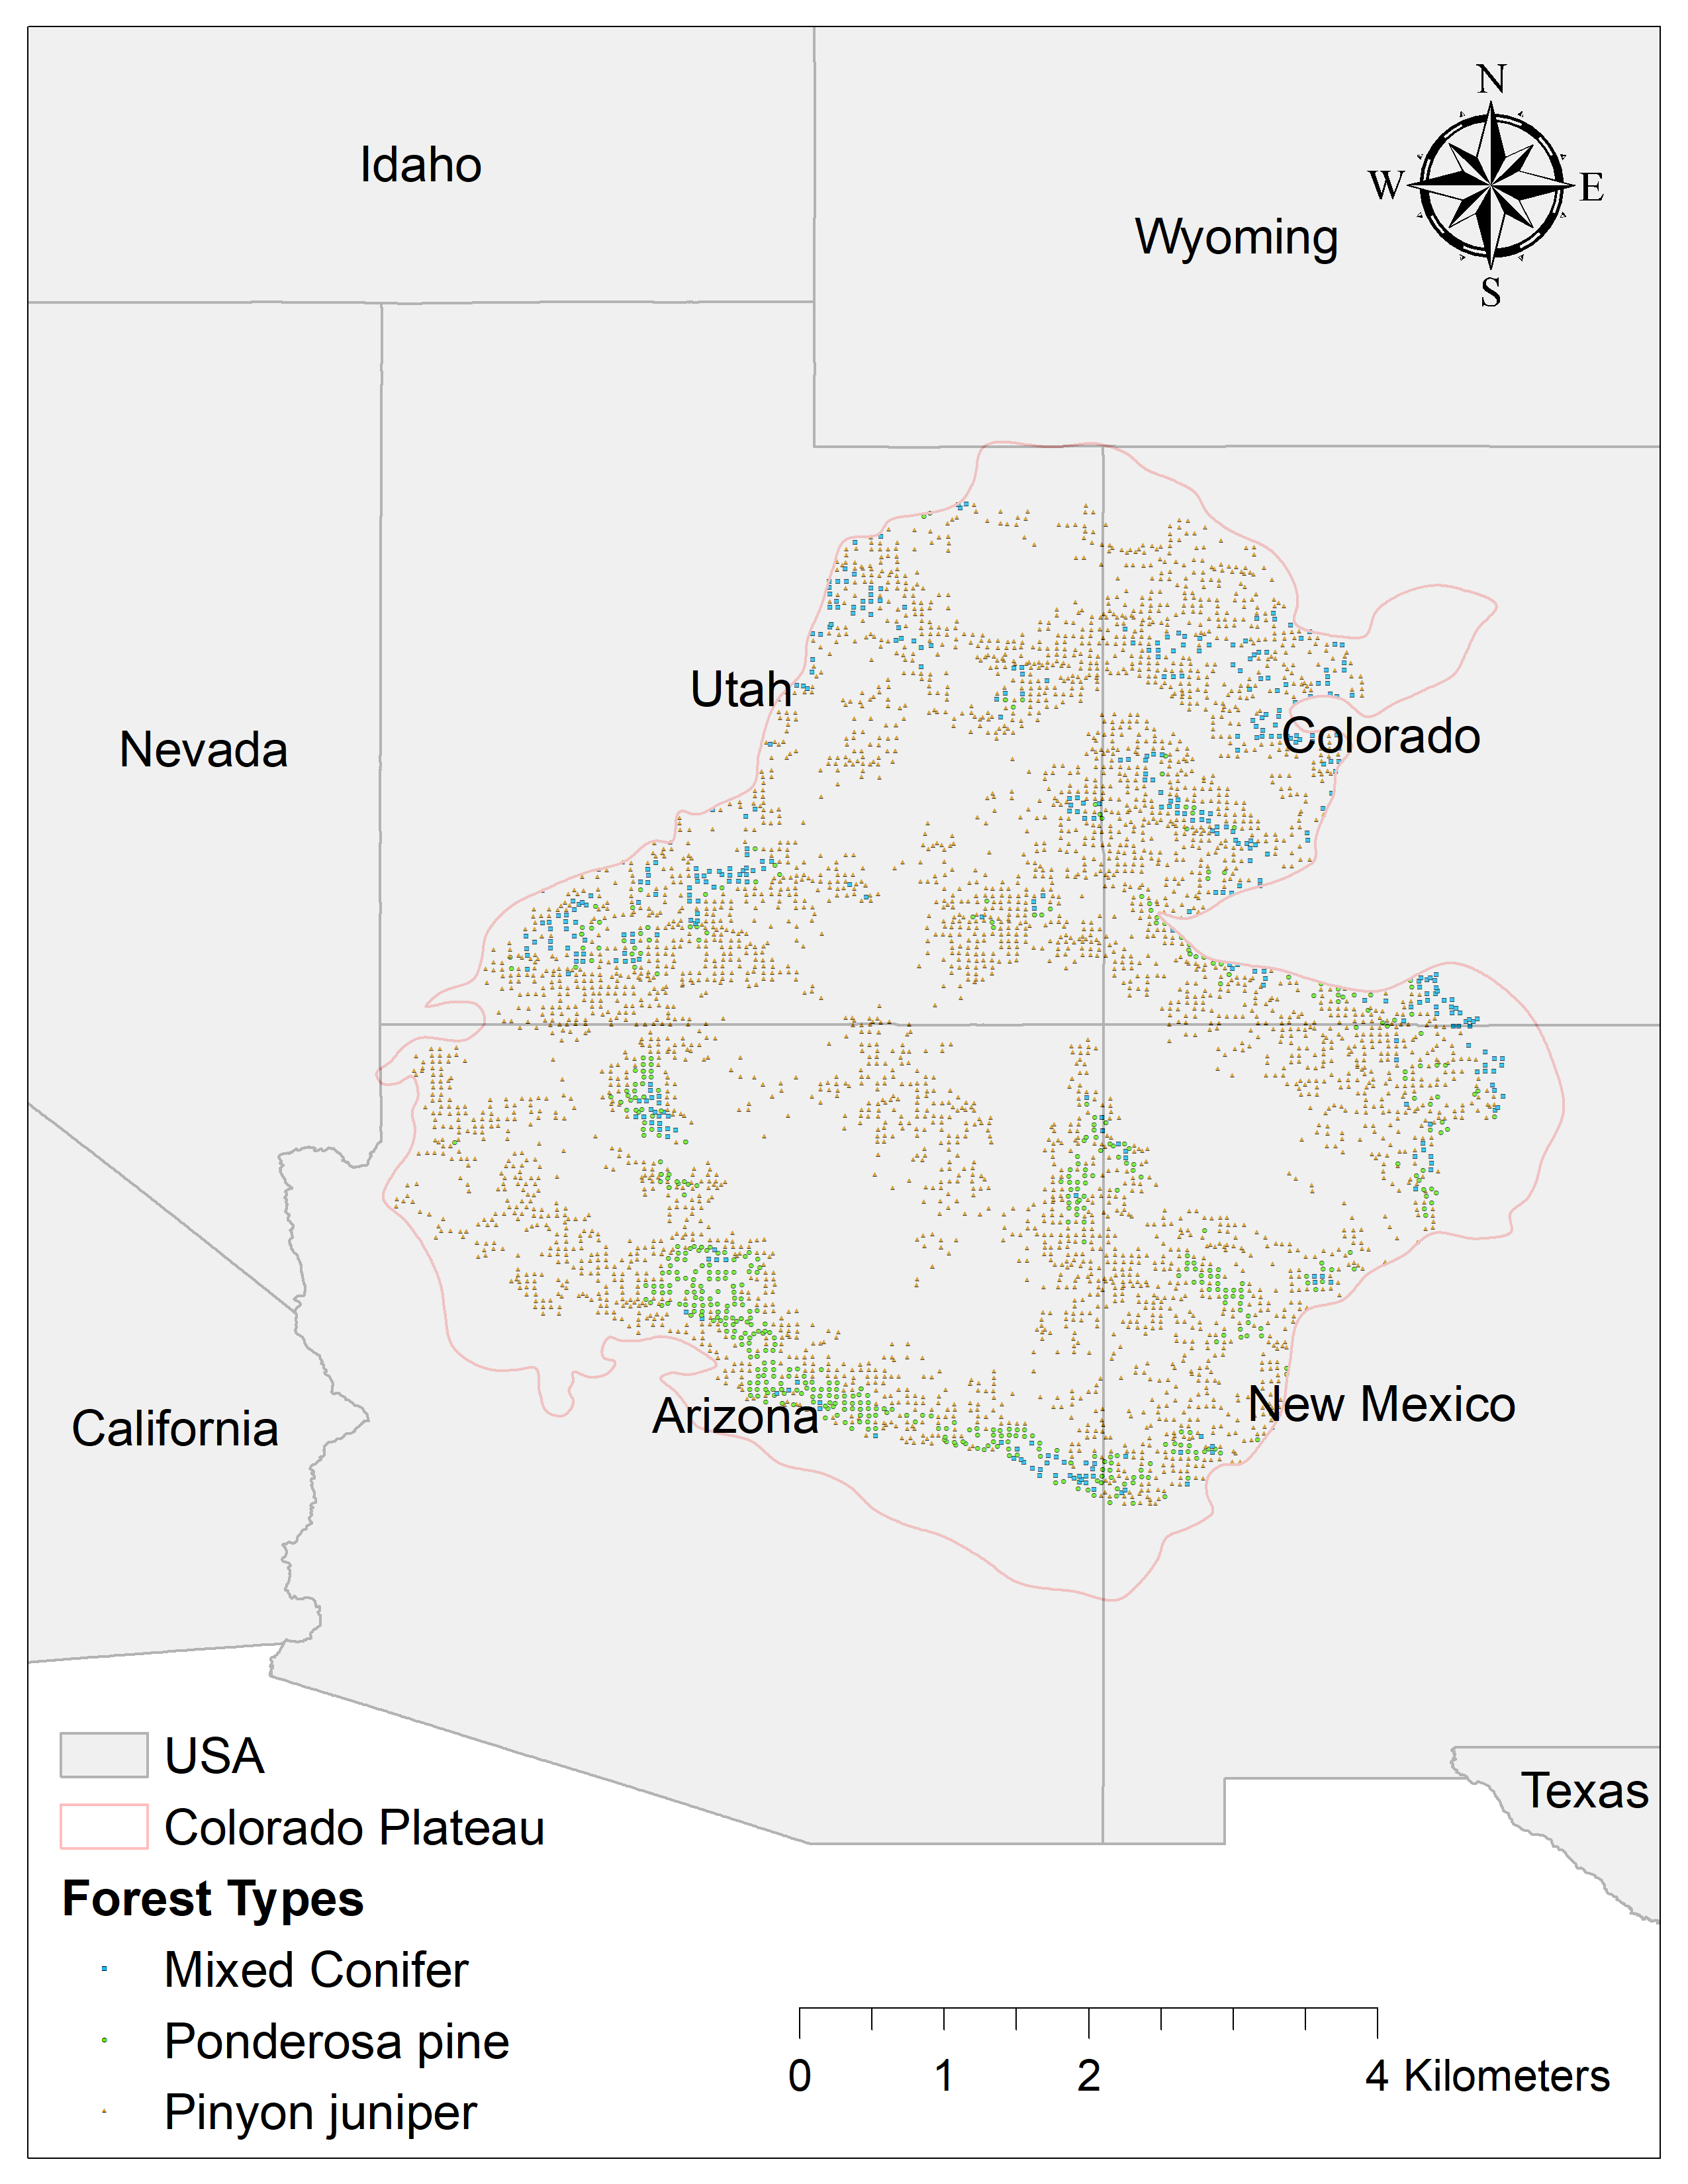 N
Idaho
W
E
Wyoming
S
Utah
Nevada
Colorado
New Mexico
Arizona
California
USA
Texas
Colorado Plateau
Forest Types
Mixed Conifer
Ponderosa pine
0 1 2 4 Kilometers
Pinyon juniper